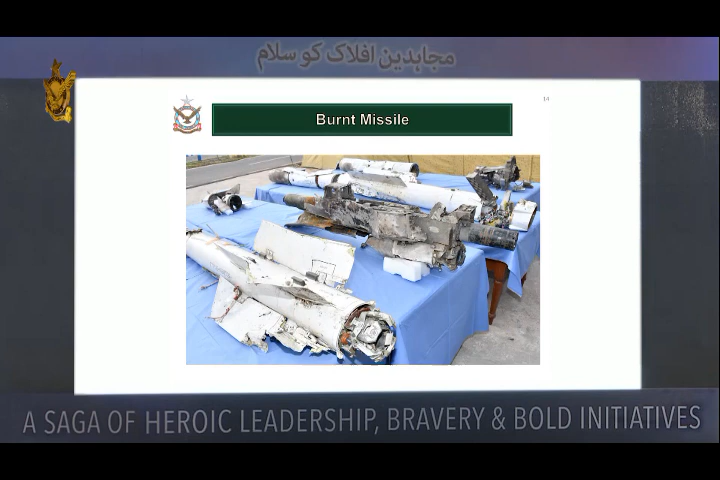 مجاہدین افلاک کو سلام
14
Burnt Missile
A SAGA OF HEROIC LEADERSHIP, BRAVERY & BOLD INITIATIVES